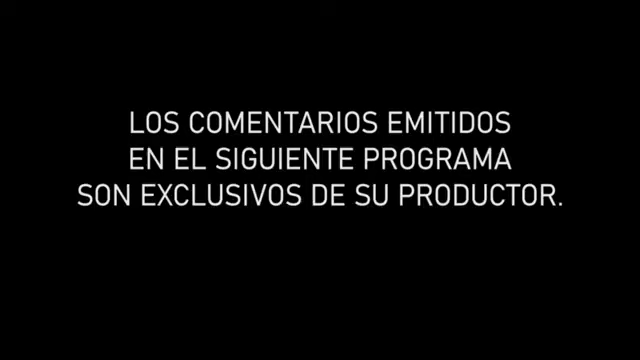 LOS COMENTARIOS EMITIDOS
EN EL SIGUIENTE PROGRAMA
SON EXCLUSIVOS DE SU PRODUCTOR.